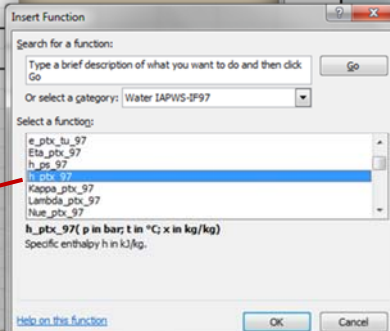 Insert Function
?
Search for a function:
Type a brief description of what you want to do and then click
Go
Go
Or select a category: Water IAPWS-IF97
Select a function:
e_ptx_tu_97
Eta_ptx_97
h_ps_97
h_ptx_97
Kappa_ptx_97
Lambda_ptx_97
Nue_ptx_97
h_ptx_97( p in bar; t in °C; x in kg/kg)
Specific enthalpy h in kJ/kg.
Help on this function
OK
Cancel